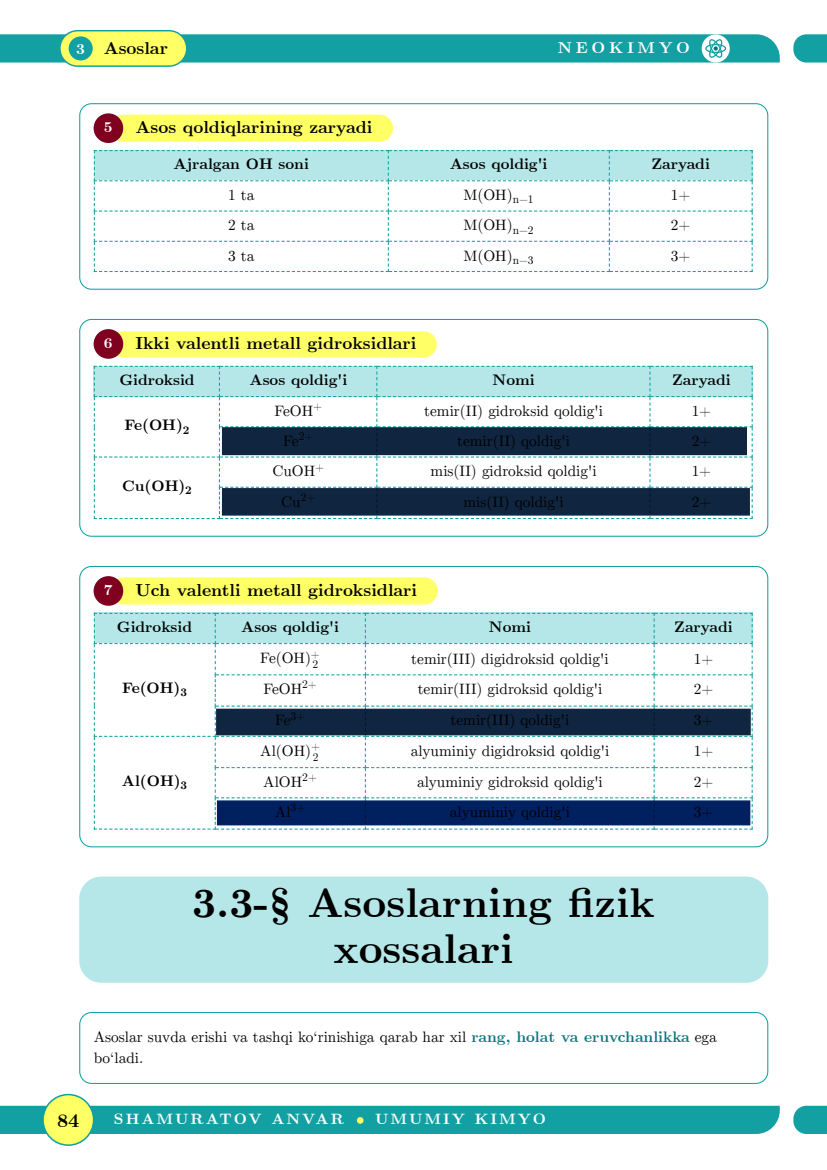 3 Asoslar
NEOKIMYO
5 Asos qoldiqlarining zaryadi
Ajralgan OH soni Asos qoldig'i Zaryadi
1 ta M(OH)ₙ₋₁ 1+
2 ta M(OH)ₙ₋₂ 2+
3 ta M(OH)ₙ₋₃ 3+
6 Ikki valentli metall gidroksidlari
Gidroksid Asos qoldig'i Nomi Zaryadi
Fe(OH)₂ FeOH⁺ temir(II) gidroksid qoldig'i 1+
Fe²⁺ temir(II) qoldig'i 2+
Cu(OH)₂ CuOH⁺ mis(II) gidroksid qoldig'i 1+
Cu²⁺ mis(II) qoldig'i 2+
7 Uch valentli metall gidroksidlari
Gidroksid Asos qoldig'i Nomi Zaryadi
Fe(OH)₃ Fe(OH)₂⁺ temir(III) digidroksid qoldig'i 1+
FeOH²⁺ temir(III) gidroksid qoldig'i 2+
Fe³⁺ temir(III) qoldig'i 3+
Al(OH)₃ Al(OH)₂⁺ alyuminiy digidroksid qoldig'i 1+
AlOH²⁺ alyuminiy gidroksid qoldig'i 2+
Al³⁺ alyuminiy qoldig'i 3+
3.3-§ Asoslarning fizik
xossalari
Asoslar suvda erishi va tashqi ko‘rinishiga qarab har xil rang, holat va eruvchanlikka ega
bo‘ladi.
84 SHAMURATOV ANVAR • UMUMIY KIMYO